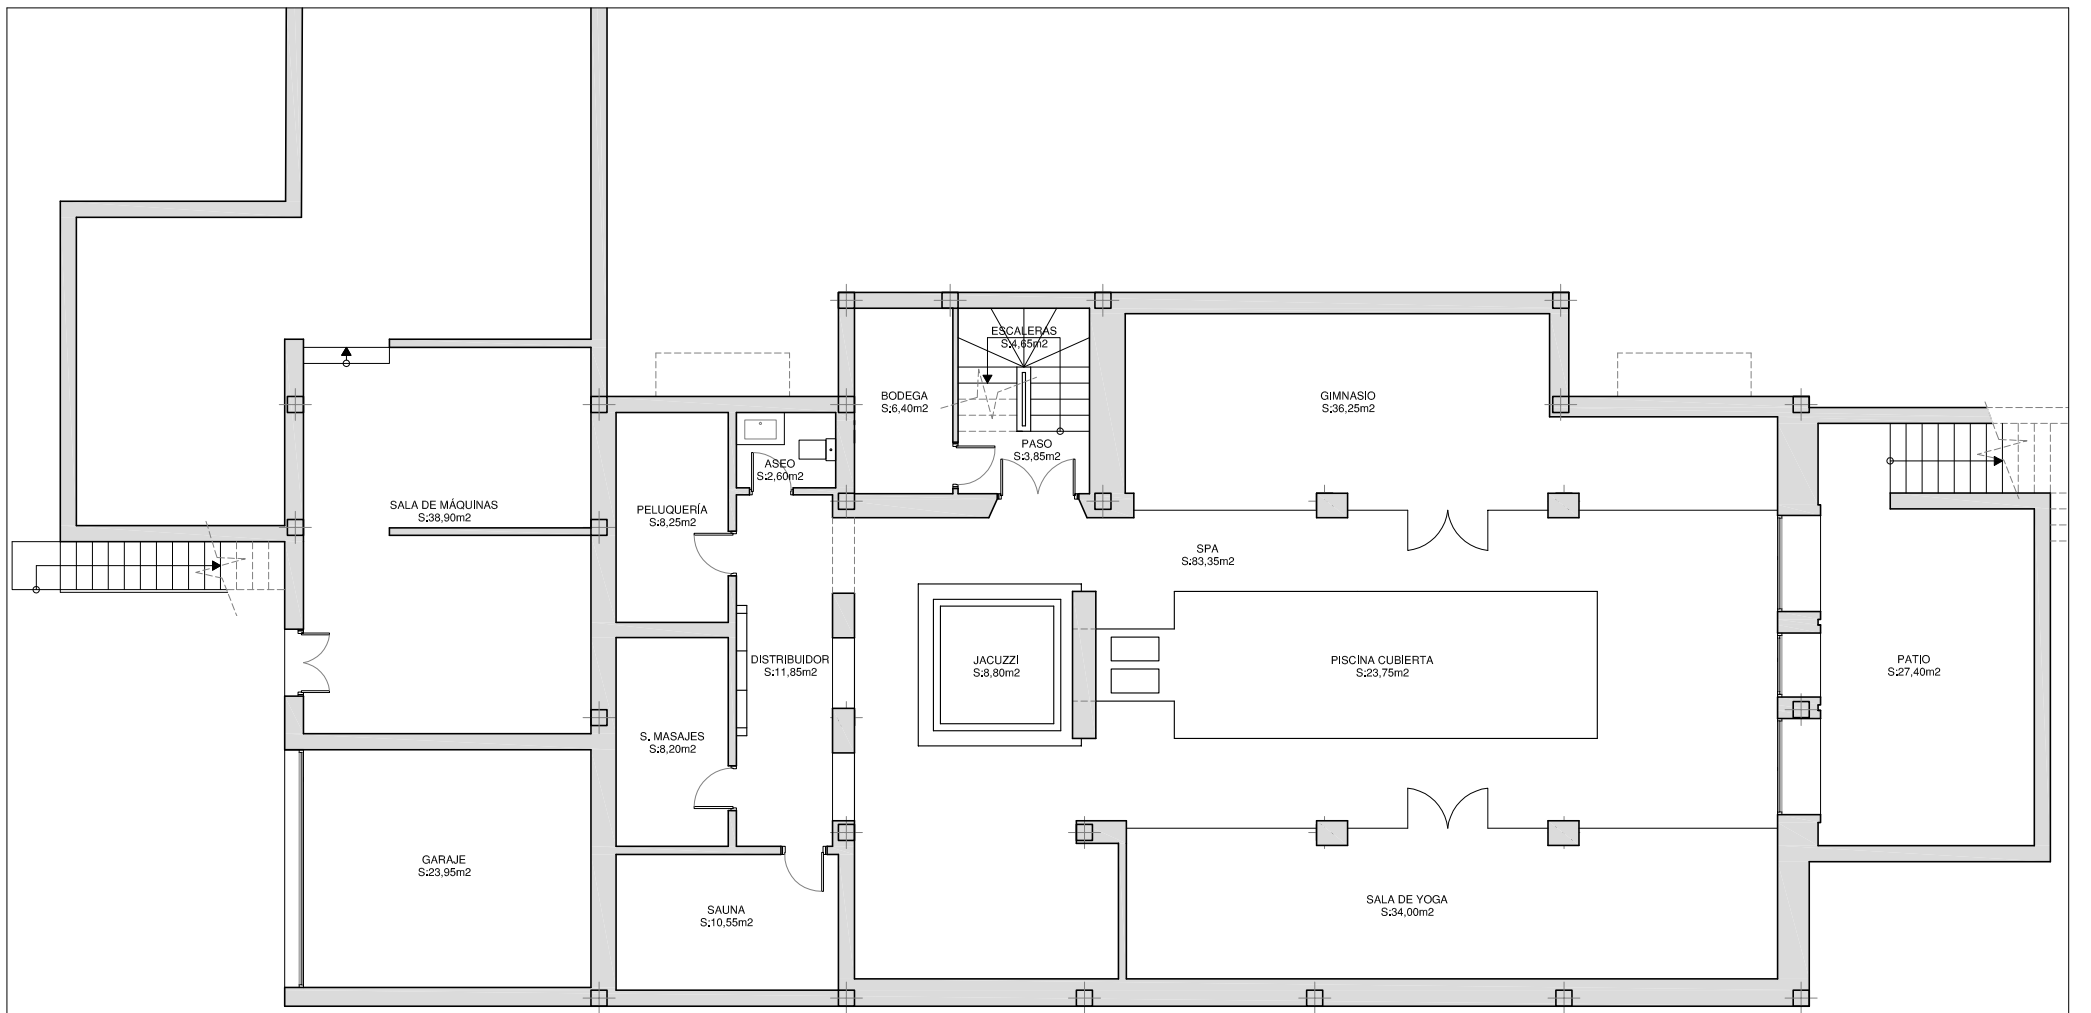 ESCALERAS
S:4,65m2
BODEGA
S:6,40m2
GIMNASIO
S:36,25m2
PASO
S:3,85m2
ASEO
S:2,60m2
SALA DE MÁQUINAS
S:38,90m2
PELUQUERÍA
S:8,25m2
SPA
S:83,35m2
DISTRIBUIDOR
S:11,85m2
JACUZZI
S:8,80m2
PISCINA CUBIERTA
S:23,75m2
PATIO
S:27,40m2
S. MASAJES
S:8,20m2
GARAJE
S:23,95m2
SAUNA
S:10,55m2
SALA DE YOGA
S:34,00m2